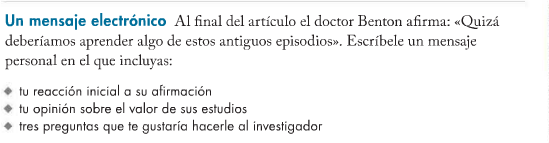 Un mensaje electrónico Al final del artículo el doctor Benton afirma: «Quizá
deberíamos aprender algo de estos antiguos episodios». Escríbele un mensaje
personal en el que incluyas:
◆ tu reacción inicial a su afirmación
◆ tu opinión sobre el valor de sus estudios
◆ tres preguntas que te gustaría hacerle al investigador